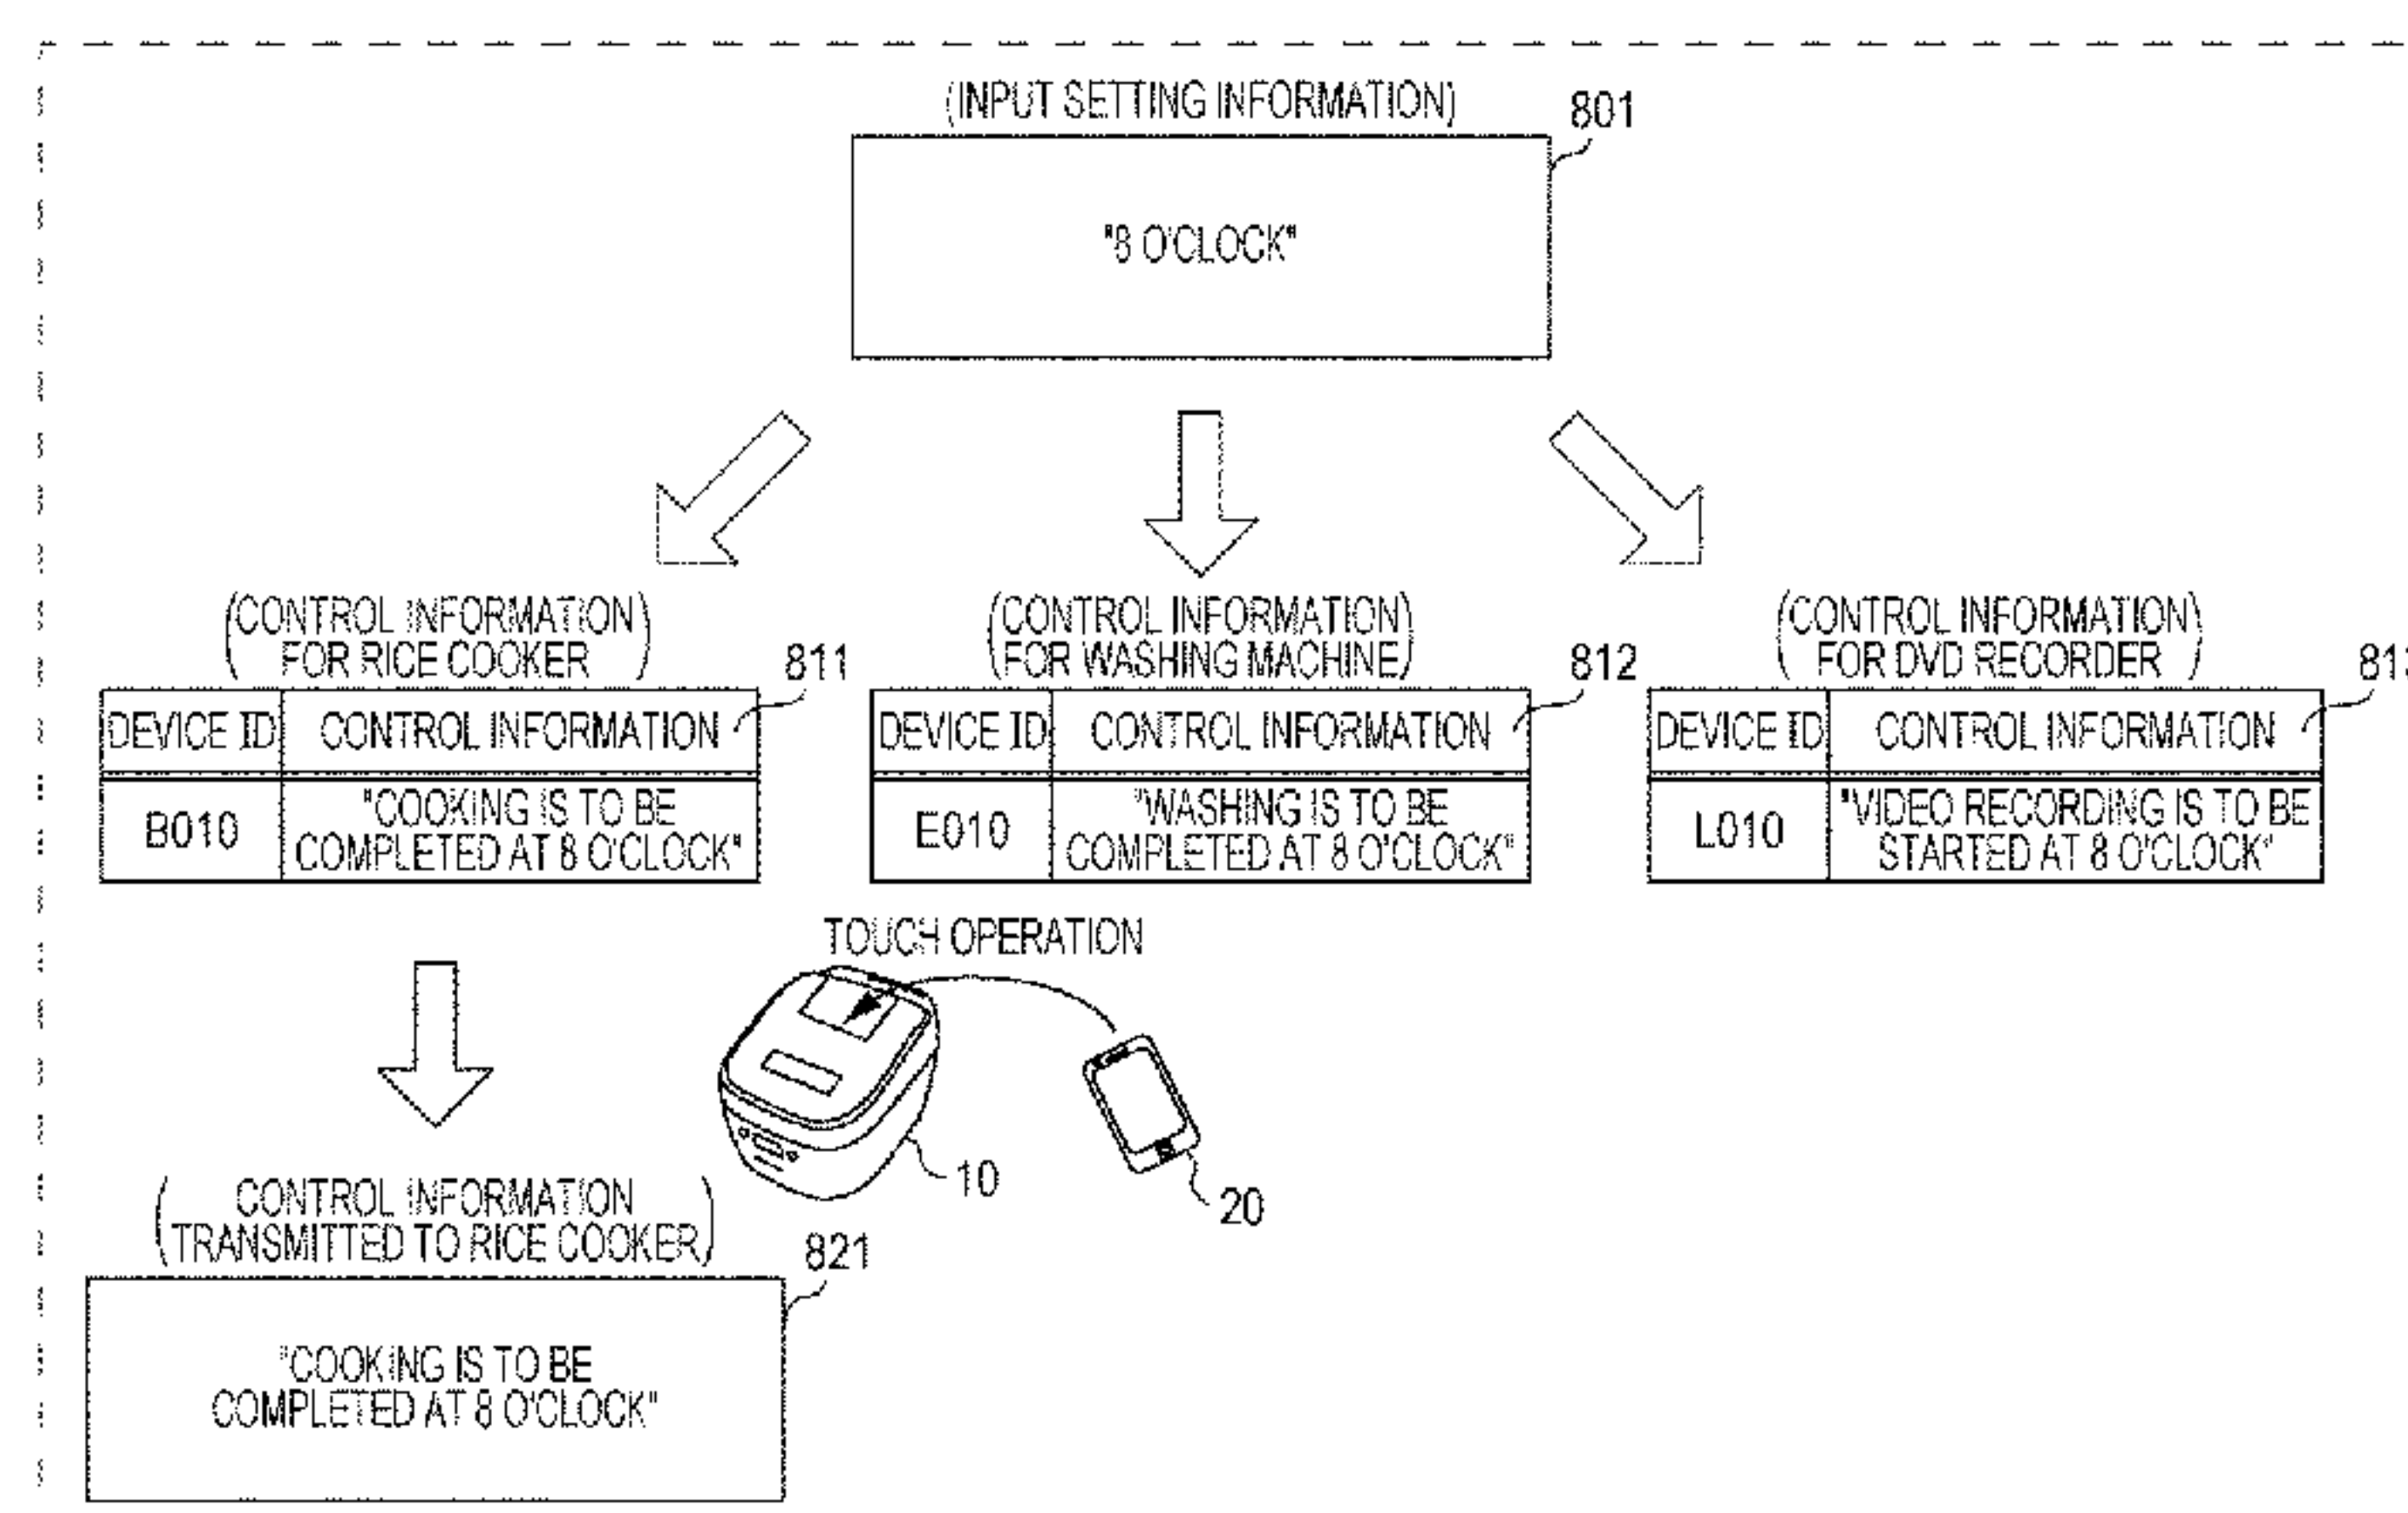 (INPUT SETTING INFORMATION)
801
"8 O'CLOCK"
(CONTROL INFORMATION
FOR RICE COOKER)
811
DEVICE ID CONTROL INFORMATION
B010 "COOKING IS TO BE
COMPLETED AT 8 O'CLOCK"
(CONTROL INFORMATION
FOR WASHING MACHINE)
812
DEVICE ID CONTROL INFORMATION
E010 "WASHING IS TO BE
COMPLETED AT 8 O'CLOCK"
(CONTROL INFORMATION
FOR DVD RECORDER)
DEVICE ID CONTROL INFORMATION
L010 "VIDEO RECORDING IS TO BE
STARTED AT 8 O'CLOCK"
TOUCH OPERATION
10
20
(CONTROL INFORMATION
TRANSMITTED TO RICE COOKER)
821
"COOKING IS TO BE
COMPLETED AT 8 O'CLOCK"